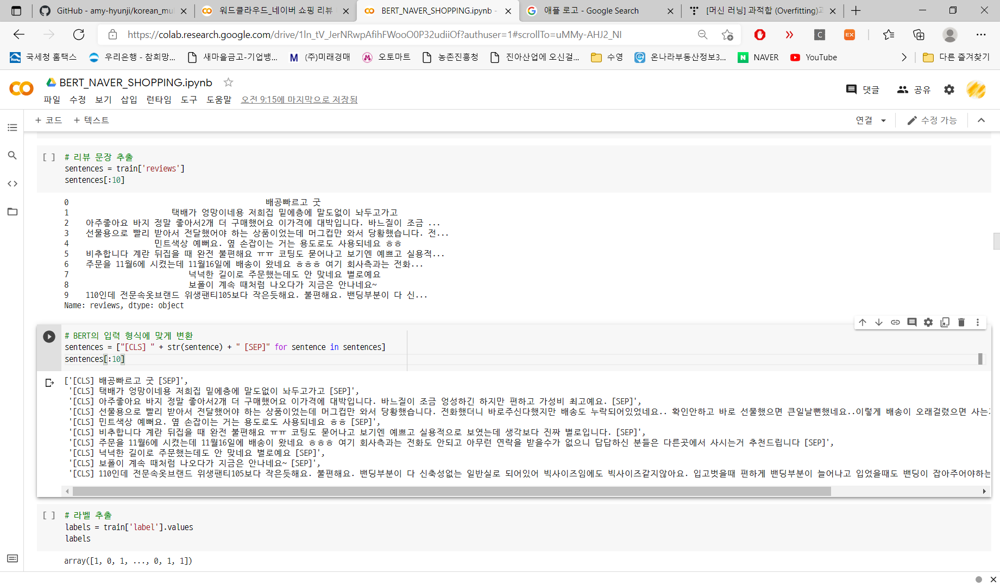 GitHub - amy-hyunji/korean_mu
워드클라우드_네이버 쇼핑 리뷰
BERT_NAVER_SHOPPING.ipynb -
애플 로고 - Google Search
[머신 러닝] 과적합 (Overfitting)과
https://colab.research.google.com/drive/1In_tV_JerNRwpAfihFWooO0P32udiiOf?authuser=1#scrollTo=uMMy-AHJ2_NI
국세청 홈택스
우리은행 - 참희망...
새마을금고-기업뱅...
(주)미래경매
오토마트
농촌진흥청
진아산업에 오신걸...
수영
온나라부동산정보3...
NAVER
YouTube
다른 즐겨찾기
BERT_NAVER_SHOPPING.ipynb
댓글
공유
파일 수정 보기 삽입 런타임 도구 도움말 오전 9:15에 마지막으로 저장됨
+ 코드 + 텍스트
연결
수정 가능
[ ] # 리뷰 문장 추출
sentences = train['reviews']
sentences[:10]
0 배공빠르고 굿
1 택배가 엉망이네용 저희집 밑에층에 말도없이 놔두고가고
2 아주좋아요 바지 정말 좋아서2개 더 구매했어요 이가격에 대박입니다. 바느질이 조금 ...
3 선물용으로 빨리 받아서 전달했어야 하는 상품이었는데 머그컵만 와서 당황했습니다. 전...
4 민트색상 예뻐요. 옆 손잡이는 거는 용도로도 사용되네요 ㅎㅎ
5 비추합니다 계란 뒤집을 때 완전 불편해요 ㅠㅠ 코팅도 묻어나고 보기엔 예쁘고 실용적...
6 주문을 11월6에 시켰는데 11월16일에 배송이 왔네요 ㅎㅎㅎ 여기 회사측과는 전화...
7 넉넉한 길이로 주문했는데도 안 맞네요 별로예요
8 보폴이 계속 때처럼 나오다가 지금은 안나네요~
9 110인데 전문속옷브랜드 위생팬티105보다 작은듯해요. 불편해요. 밴딩부분이 다 신...
Name: reviews, dtype: object
# BERT의 입력 형식에 맞게 변환
sentences = ["[CLS] " + str(sentence) + " [SEP]" for sentence in sentences]
sentences[:10]
['[CLS] 배공빠르고 굿 [SEP]',
'[CLS] 택배가 엉망이네용 저희집 밑에층에 말도없이 놔두고가고 [SEP]',
'[CLS] 아주좋아요 바지 정말 좋아서2개 더 구매했어요 이가격에 대박입니다. 바느질이 조금 엉성하긴 하지만 편하고 가성비 최고예요. [SEP]',
'[CLS] 선물용으로 빨리 받아서 전달했어야 하는 상품이었는데 머그컵만 와서 당황했습니다. 전화했더니 바로주신다했지만 배송도 누락되어있었네요.. 확인안하고 바로 선물했으면 큰일날뻔했네요..이렇게 배송이 오래걸렸으면 사는
'[CLS] 민트색상 예뻐요. 옆 손잡이는 거는 용도로도 사용되네요 ㅎㅎ [SEP]',
'[CLS] 비추합니다 계란 뒤집을 때 완전 불편해요 ㅠㅠ 코팅도 묻어나고 보기엔 예쁘고 실용적으로 보였는데 생각보다 진짜 별로입니다. [SEP]',
'[CLS] 주문을 11월6에 시켰는데 11월16일에 배송이 왔네요 ㅎㅎㅎ 여기 회사측과는 전화도 안되고 아무런 연락을 받을수가 없으니 답답하신 분들은 다른곳에서 사시는거 추천드립니다 [SEP]',
'[CLS] 넉넉한 길이로 주문했는데도 안 맞네요 별로예요 [SEP]',
'[CLS] 보폴이 계속 때처럼 나오다가 지금은 안나네요~ [SEP]',
'[CLS] 110인데 전문속옷브랜드 위생팬티105보다 작은듯해요. 불편해요. 밴딩부분이 다 신축성없는 일반실로 되어있어 빅사이즈임에도 빅사이즈같지않아요. 입고벗을때 편하게 밴딩부분이 늘어나고 입었을때도 밴딩이 잡아주어야하는
[ ] # 라벨 추출
labels = train['label'].values
labels
array([1, 0, 1, ..., 0, 1, 1])